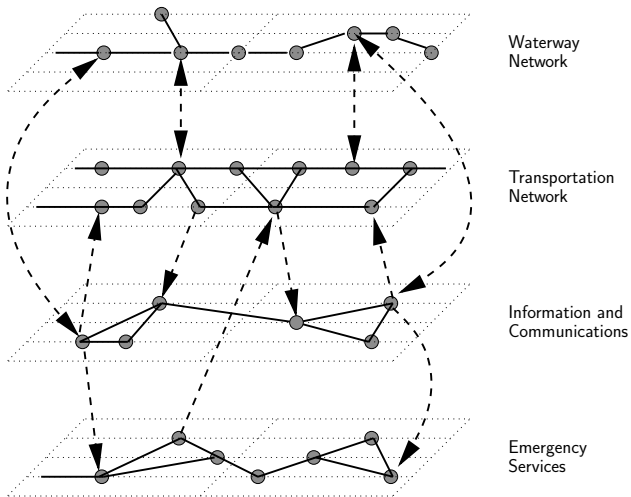 Waterway
Network
Transportation
Network
Information and
Communications
Emergency
Services